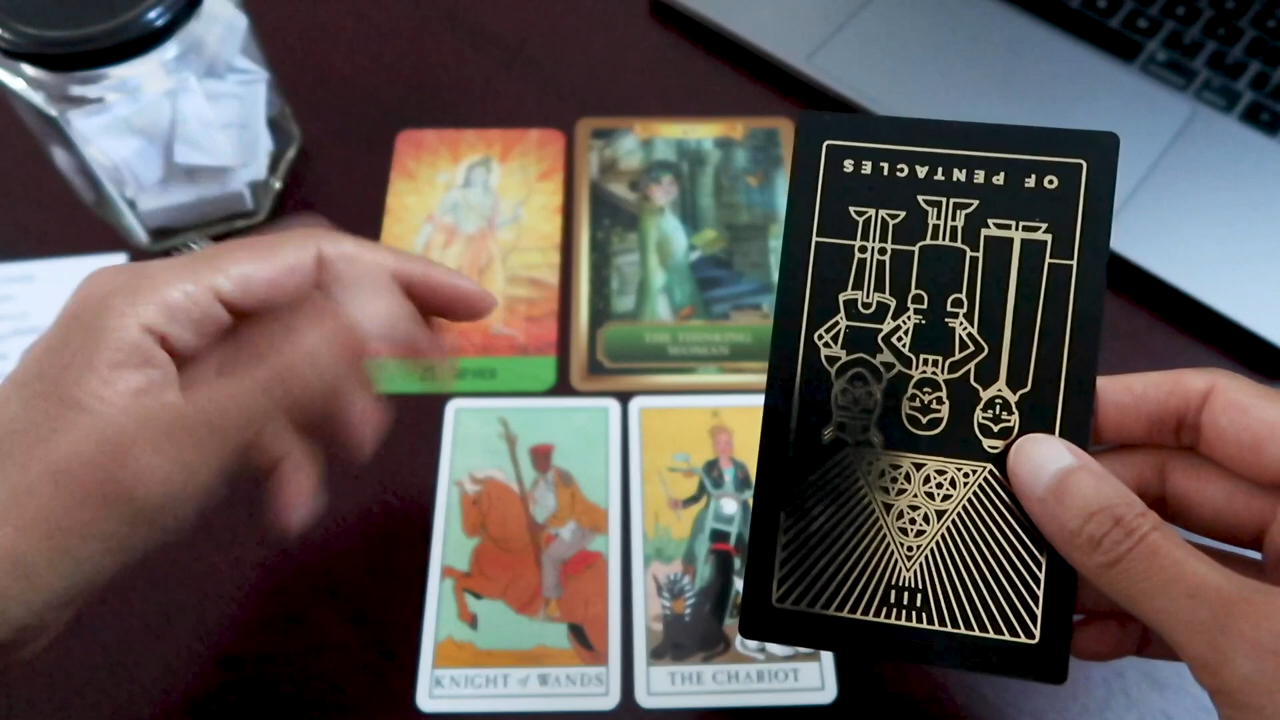 OF PENTACLES
III
THE THINKING
WOMAN
KNIGHT of WANDS
THE CHARIOT